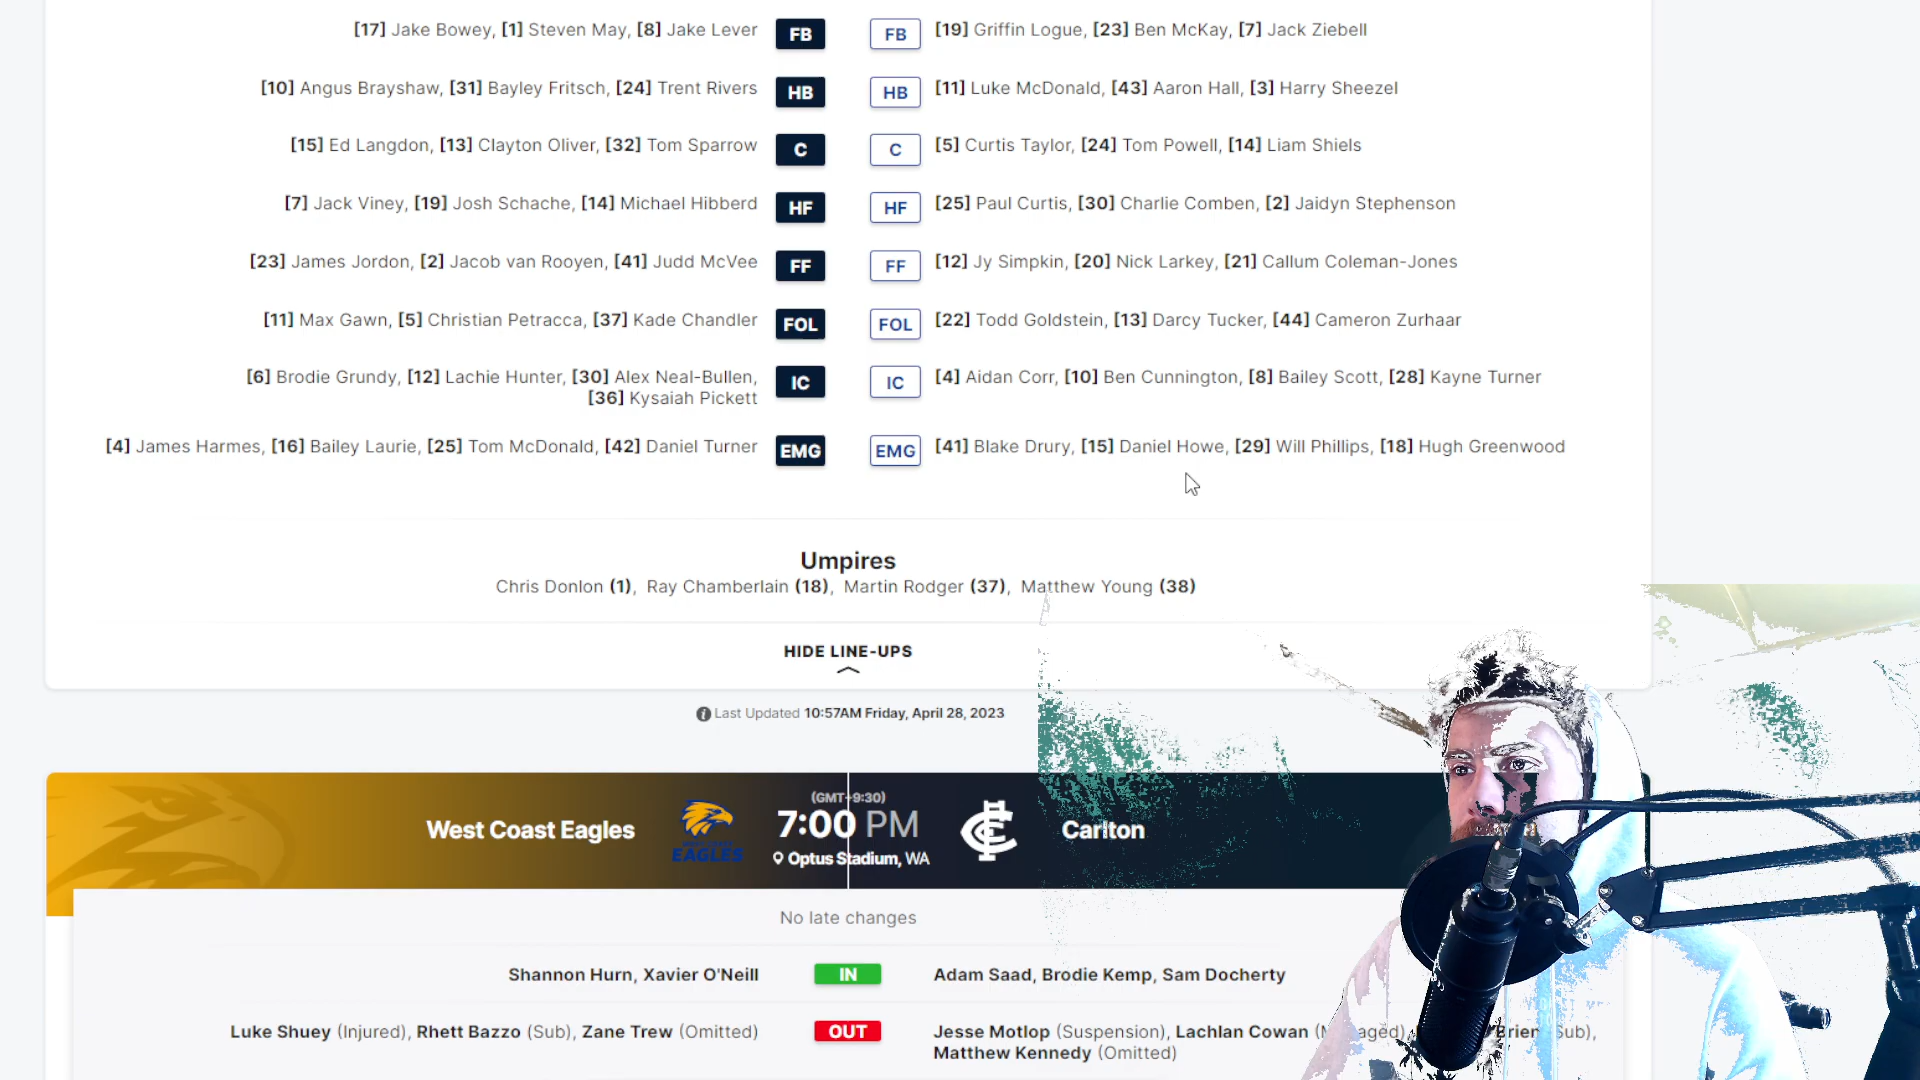 [17] Jake Bowey, [1] Steven May, [8] Jake Lever FB FB [19] Griffin Logue, [23] Ben McKay, [7] Jack Ziebell
[10] Angus Brayshaw, [31] Bayley Fritsch, [24] Trent Rivers HB HB [11] Luke McDonald, [43] Aaron Hall, [3] Harry Sheezel
[15] Ed Langdon, [13] Clayton Oliver, [32] Tom Sparrow C C [5] Curtis Taylor, [24] Tom Powell, [14] Liam Shiels
[7] Jack Viney, [19] Josh Schache, [14] Michael Hibberd HF HF [25] Paul Curtis, [30] Charlie Comben, [2] Jaidyn Stephenson
[23] James Jordon, [2] Jacob van Rooyen, [41] Judd McVee FF FF [12] Jy Simpkin, [20] Nick Larkey, [21] Callum Coleman-Jones
[11] Max Gawn, [5] Christian Petracca, [37] Kade Chandler FOL FOL [22] Todd Goldstein, [13] Darcy Tucker, [44] Cameron Zurhaar
[6] Brodie Grundy, [12] Lachie Hunter, [30] Alex Neal-Bullen, IC IC [4] Aidan Corr, [10] Ben Cunnington, [8] Bailey Scott, [28] Kayne Turner
[36] Kysaiah Pickett
[4] James Harmes, [16] Bailey Laurie, [25] Tom McDonald, [42] Daniel Turner EMG EMG [41] Blake Drury, [15] Daniel Howe, [29] Will Phillips, [18] Hugh Greenwood
Umpires
Chris Donlon (1), Ray Chamberlain (18), Martin Rodger (37), Matthew Young (38)
HIDE LINE-UPS
Last Updated 10:57AM Friday, April 28, 2023
(GMT+9:30)
West Coast Eagles EAGLES 7:00 PM Carlton
Optus Stadium, WA
No late changes
Shannon Hurn, Xavier O'Neill IN Adam Saad, Brodie Kemp, Sam Docherty
Luke Shuey (Injured), Rhett Bazzo (Sub), Zane Trew (Omitted) OUT Jesse Motlop (Suspension), Lachlan Cowan Sub),
Matthew Kennedy (Omitted)